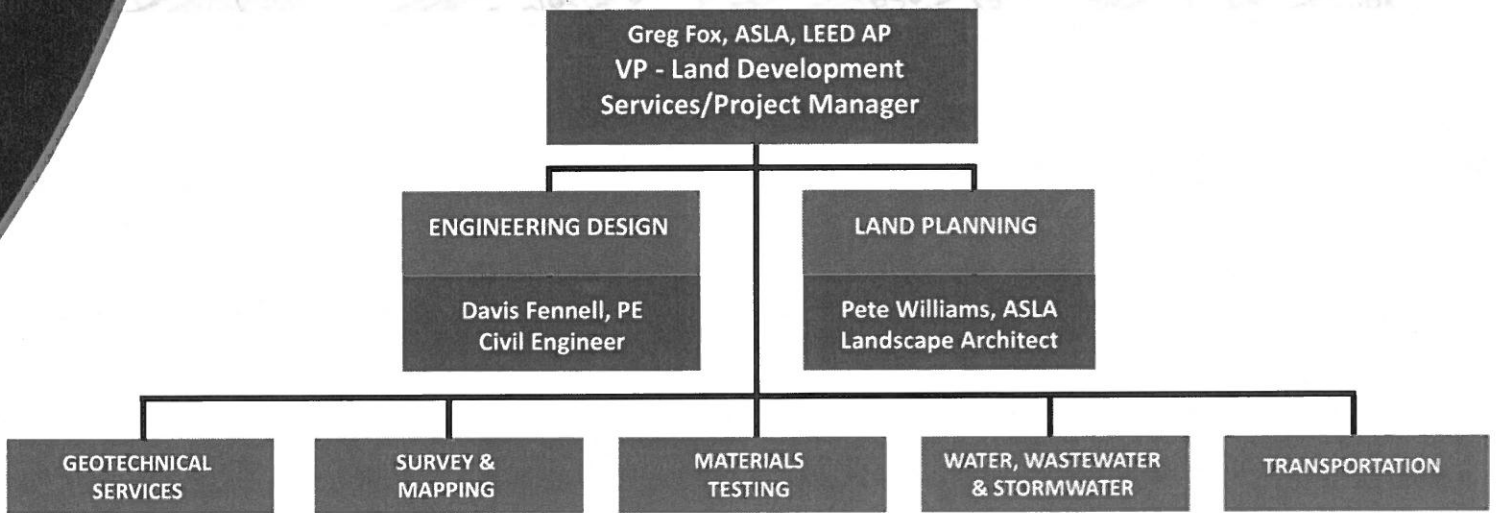 Greg Fox, ASLA, LEED AP
VP - Land Development
Services/Project Manager
ENGINEERING DESIGN
Davis Fennell, PE
Civil Engineer
LAND PLANNING
Pete Williams, ASLA
Landscape Architect
GEOTECHNICAL
SERVICES
SURVEY &
MAPPING
MATERIALS
TESTING
WATER, WASTEWATER
& STORMWATER
TRANSPORTATION